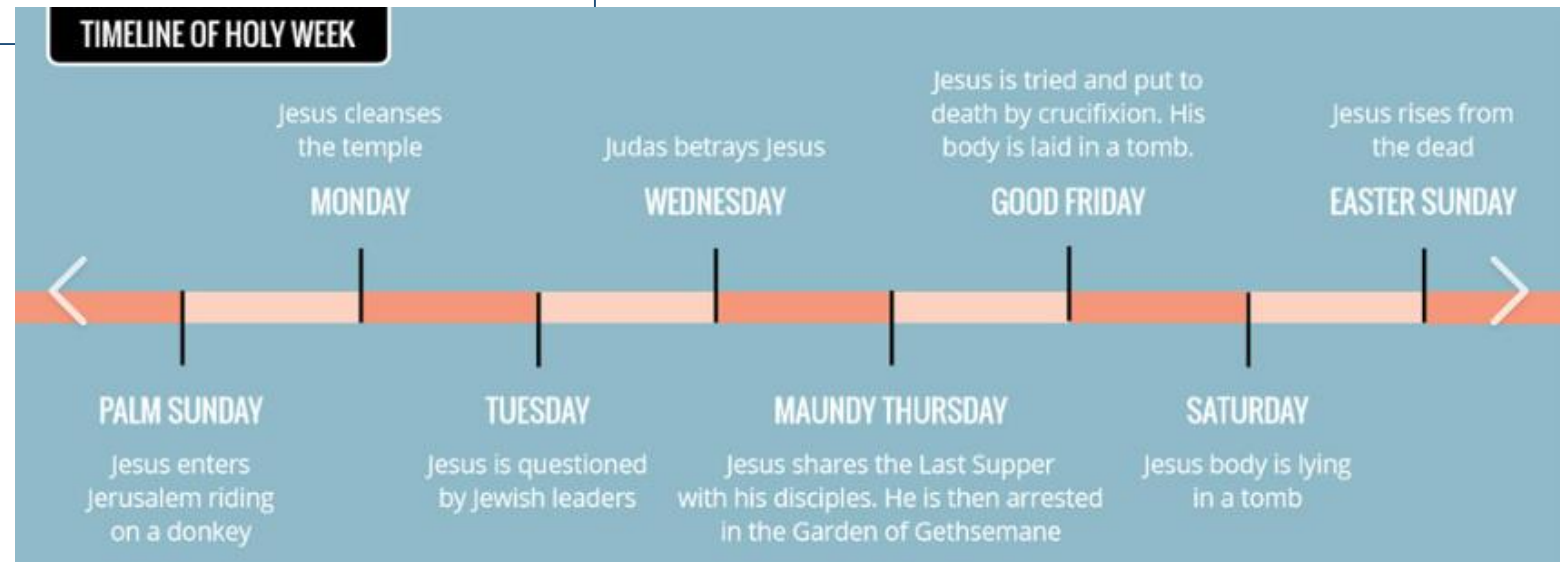 TIMELINE OF HOLY WEEK
Jesus cleanses
the temple
MONDAY
Judas betrays Jesus
WEDNESDAY
Jesus is tried and put to
death by crucifixion. His
body is laid in a tomb.
GOOD FRIDAY
Jesus rises from
the dead
EASTER SUNDAY
PALM SUNDAY
Jesus enters
Jerusalem riding
on a donkey
TUESDAY
Jesus is questioned
by Jewish leaders
MAUNDY THURSDAY
Jesus shares the Last Supper
with his disciples. He is then arrested
in the Garden of Gethsemane
SATURDAY
Jesus body is lying
in a tomb